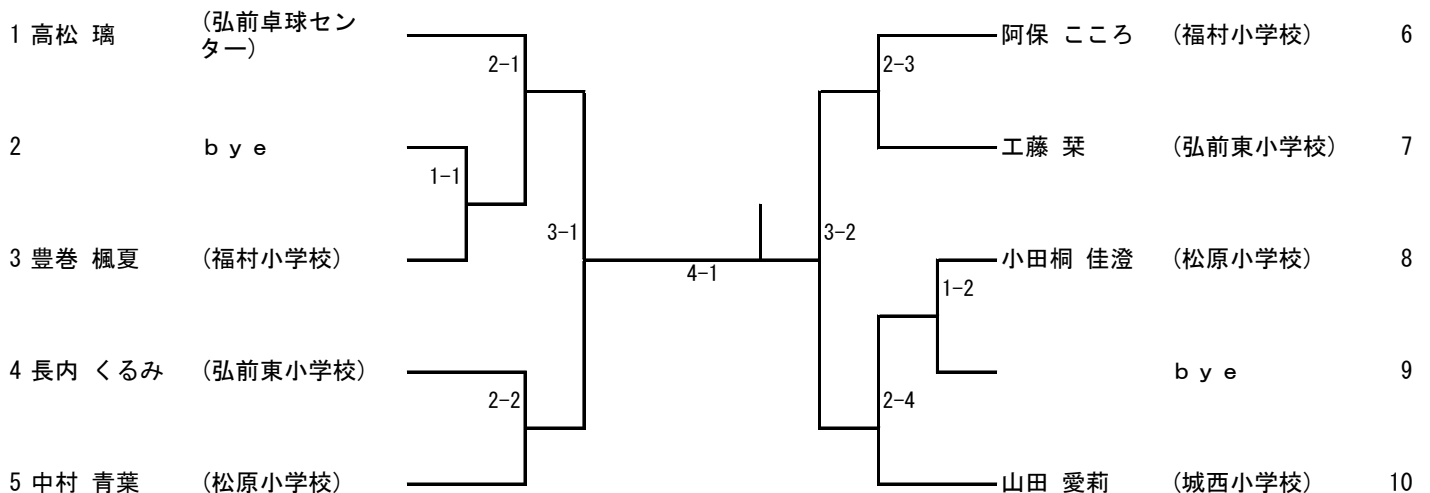 1 高松 璃 (弘前卓球セン
ター)
2-1
2 ｂｙｅ
1-1
3 豊巻 楓夏 (福村小学校)
3-1
4 長内 くるみ (弘前東小学校)
2-2
5 中村 青葉 (松原小学校)
4-1
阿保 こころ (福村小学校) 6
2-3
工藤 栞 (弘前東小学校) 7
3-2
小田桐 佳澄 (松原小学校) 8
1-2
ｂｙｅ 9
2-4
山田 愛莉 (城西小学校) 10